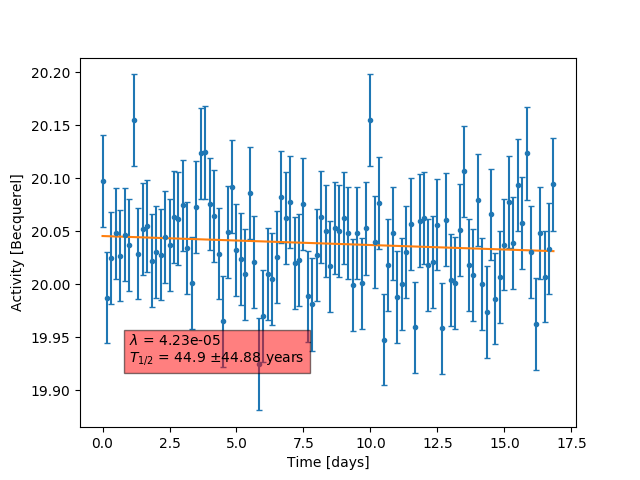 20.20
20.15
20.10
20.05
20.00
19.95
19.90
Activity [Becquerel]
λ = 4.23e-05
T1/2 = 44.9 ±44.88 years
0.0 2.5 5.0 7.5 10.0 12.5 15.0 17.5
Time [days]